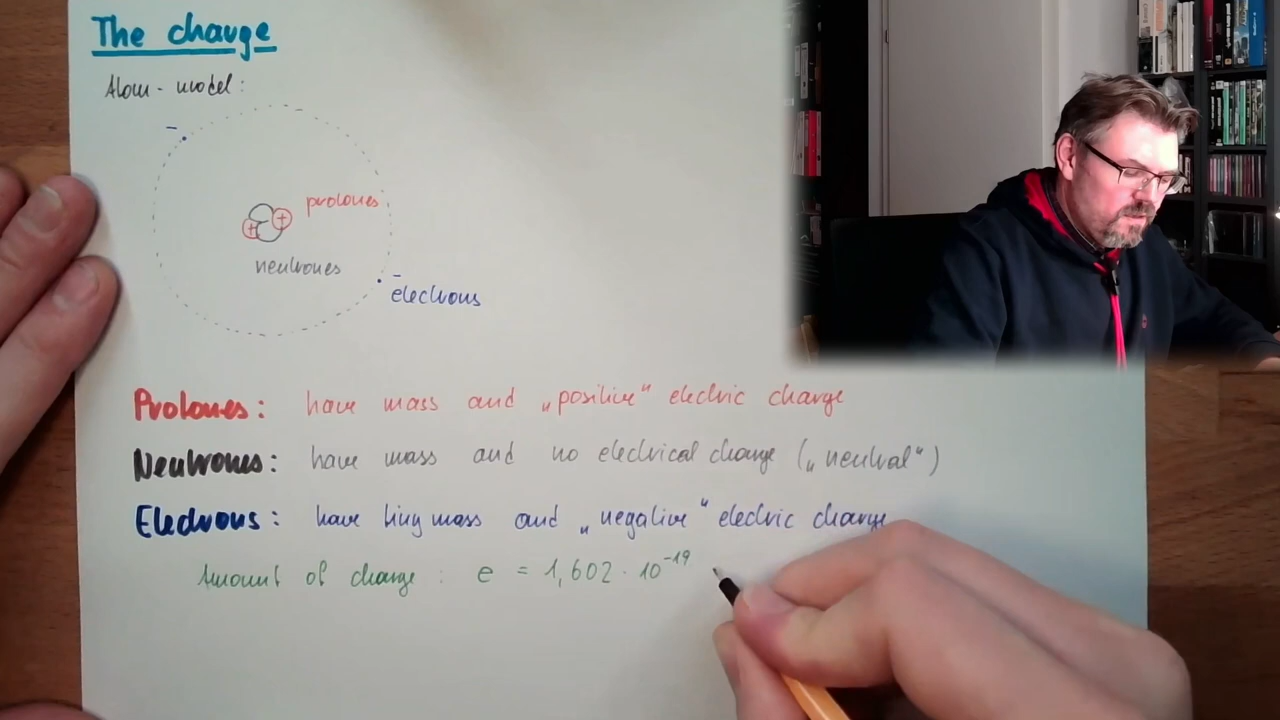 The charge
Atom-model:
−
+
+
protones
neutrones
−
electrons
Protones: have mass and „positive“ electric charge
Neutrones: have mass and no electrical charge („neutral“)
Electrons: have tiny mass and „negative“ electric charge
Amount of charge: e = 1,602 · 10⁻¹⁹